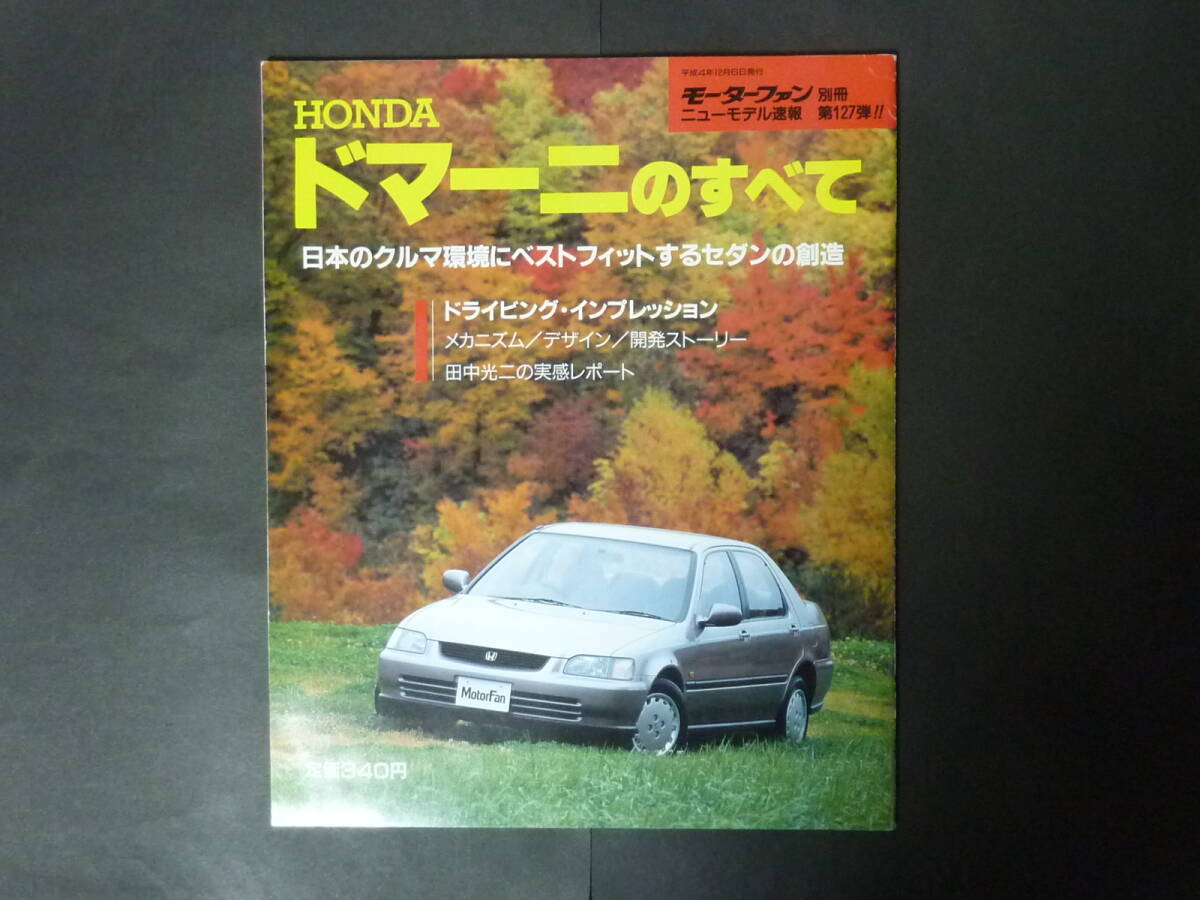 平成4年12月6日発行
モーターファン 別冊
ニューモデル速報 第127弾!!
HONDA
ドマーニのすべて
日本のクルマ環境にベストフィットするセダンの創造
ドライビング・インプレッション
メカニズム／デザイン／開発ストーリー
田中光二の実感レポート
MotorFan
定価340円